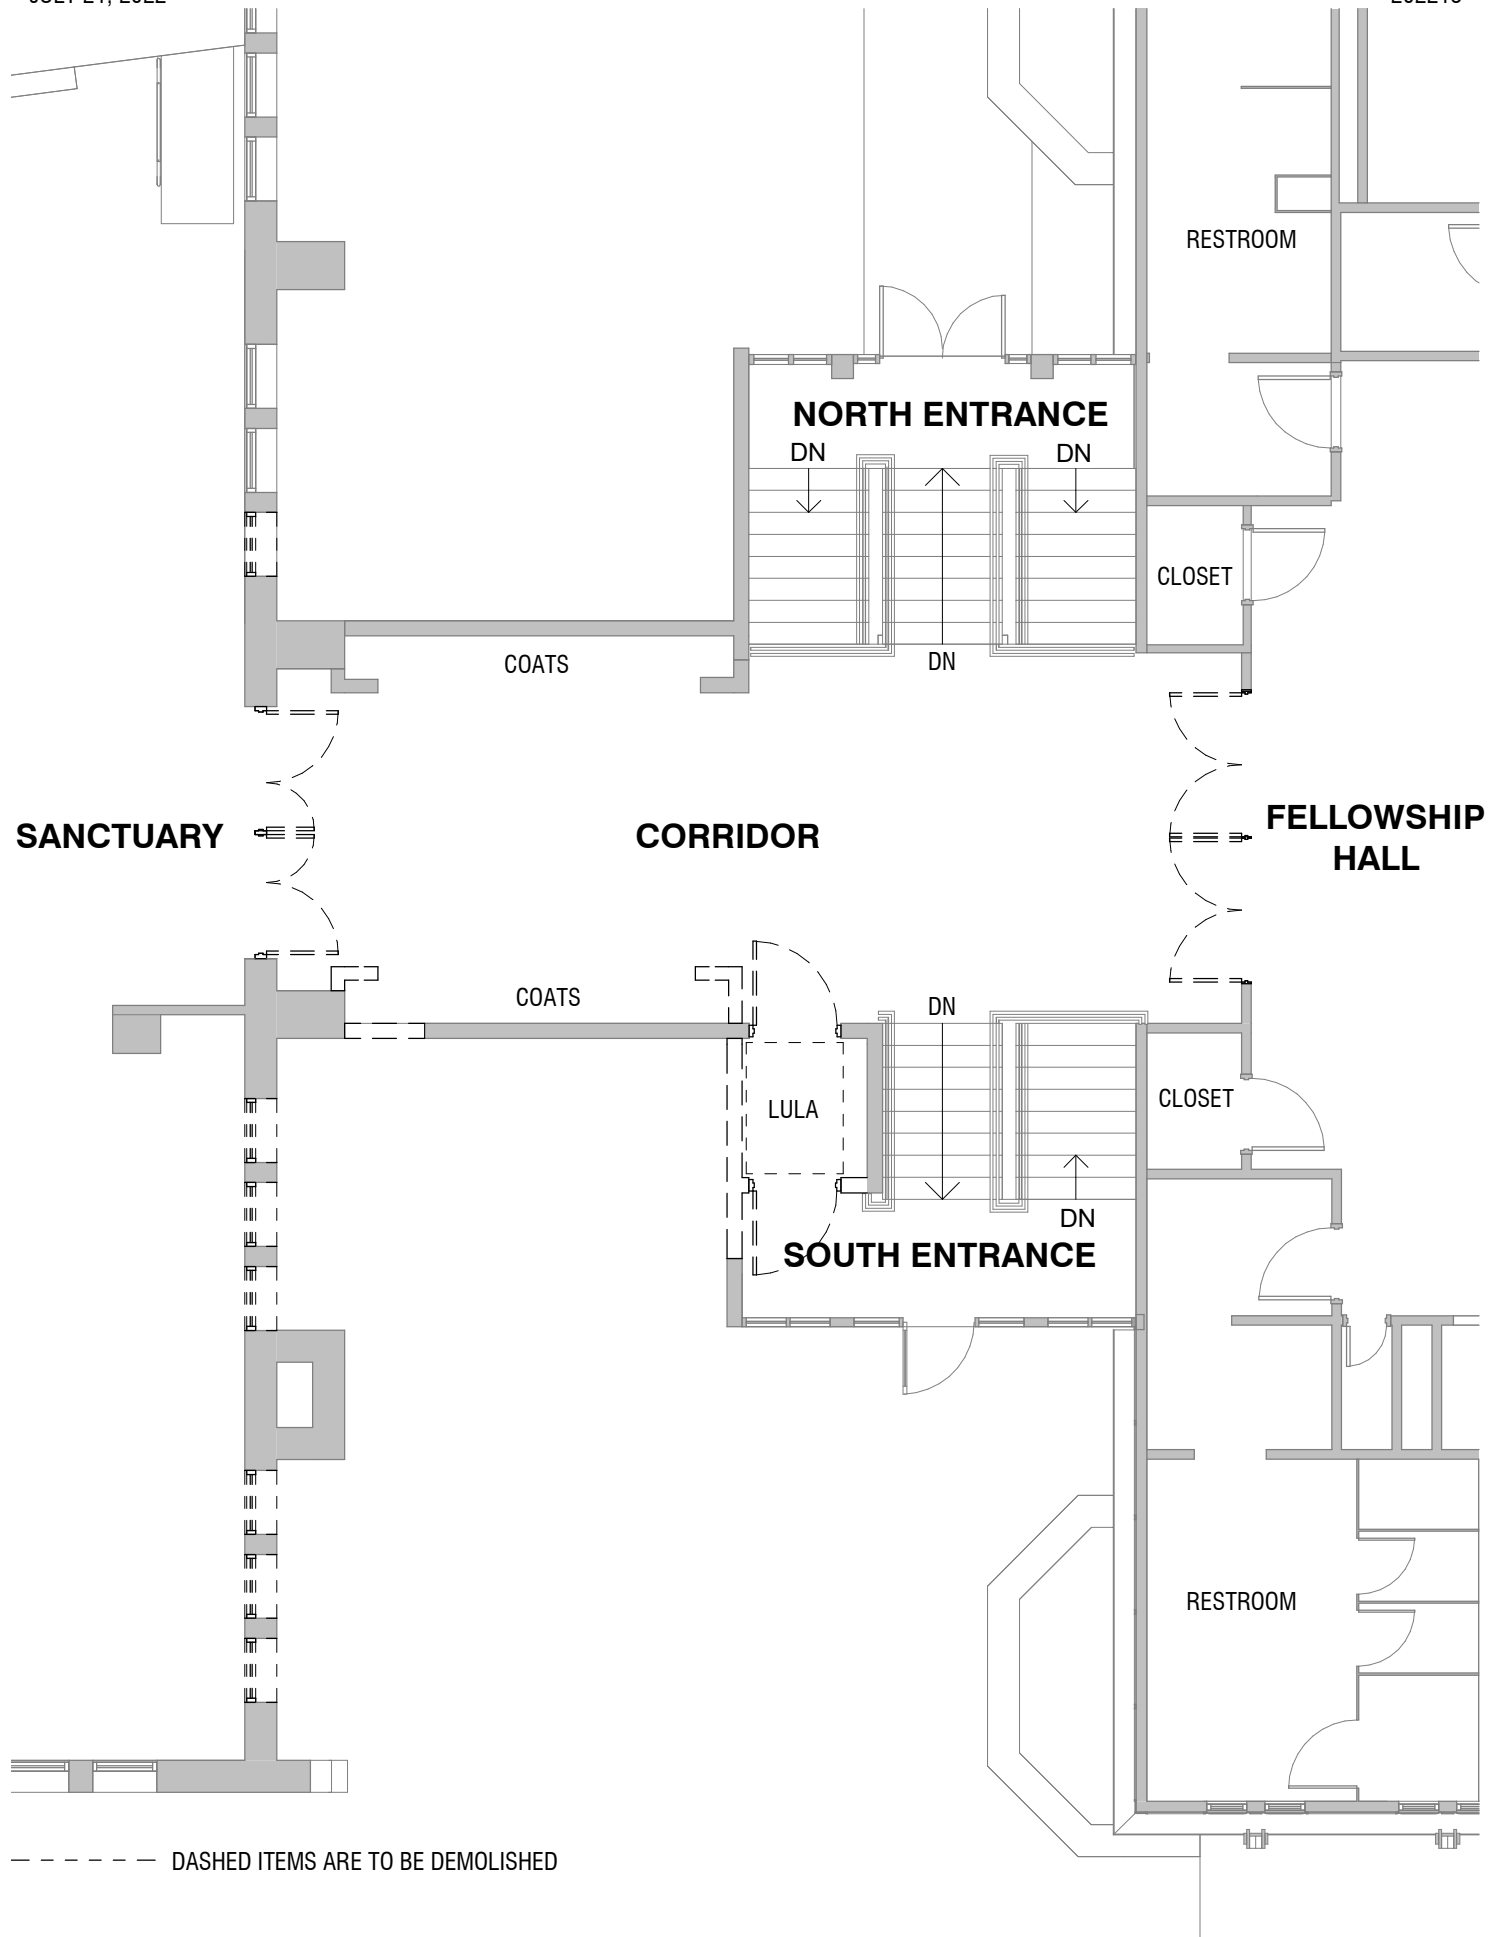 RESTROOM
NORTH ENTRANCE
DN
DN
CLOSET
COATS
DN
SANCTUARY
CORRIDOR
FELLOWSHIP
HALL
COATS
DN
LULA
CLOSET
DN
SOUTH ENTRANCE
RESTROOM
DASHED ITEMS ARE TO BE DEMOLISHED